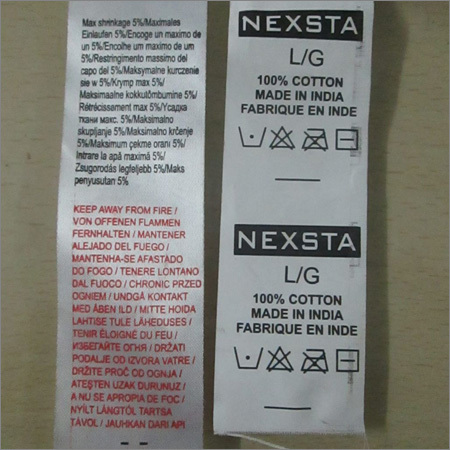 Max shrinkage 5%/Maximales
Einlaufen 5%/Encoge un maximo de
un 5%/Encolhe um maximo de um
5%/Restringimento massimo del
capo del 5%/Maksymalne kurczenie
sie w 5%/Krymp max 5%/
Maksimaalne kokkutõmbumine 5%/
Rétrécissement max 5%/Усадка
ткани макс. 5%/Maksimalno
skupljanje 5%/Maksimalno krčenje
5%/Maksimum çekme orani 5%/
Intrare la apă maximă 5%/
Zsugorodás legfeljebb 5%/Maks
penyusutan 5%
KEEP AWAY FROM FIRE /
VON OFFENEN FLAMMEN
FERNHALTEN / MANTENER
ALEJADO DEL FUEGO /
MANTENHA-SE AFASTADO
DO FOGO / TENERE LONTANO
DAL FUOCO / CHRONIC PRZED
OGNIEM / UNDGÅ KONTAKT
MED ÅBEN ILD / MITTE HOIDA
LAHTISE TULE LÄHEDUSES /
TENIR ÉLOIGNÉ DU FEU /
ИЗБЕГАЙТЕ ОГНЯ / DRŽATI
PODALJE OD IZVORA VATRE /
DRŽITE PROČ OD OGNJA /
ATEŞTEN UZAK DURUNUZ /
A NU SE APROPIA DE FOC /
NYÍLT LÁNGTÓL TARTSA
TÁVOL / JAUHKAN DARI API
NEXSTA
L/G
100% COTTON
MADE IN INDIA
FABRIQUE EN INDE
NEXSTA
L/G
100% COTTON
MADE IN INDIA
FABRIQUE EN INDE